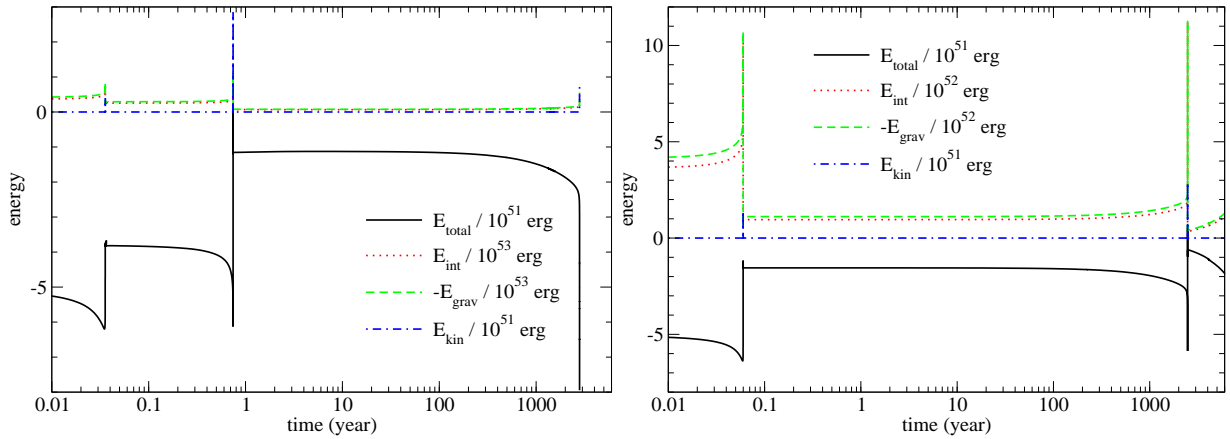 0
-5
energy
0.01
0.1
1
10
100
1000
time (year)
E_total / 10^51 erg
E_int / 10^53 erg
-E_grav / 10^53 erg
E_kin / 10^51 erg
10
5
0
-5
energy
0.01
0.1
1
10
100
1000
time (year)
E_total / 10^51 erg
E_int / 10^52 erg
-E_grav / 10^52 erg
E_kin / 10^51 erg